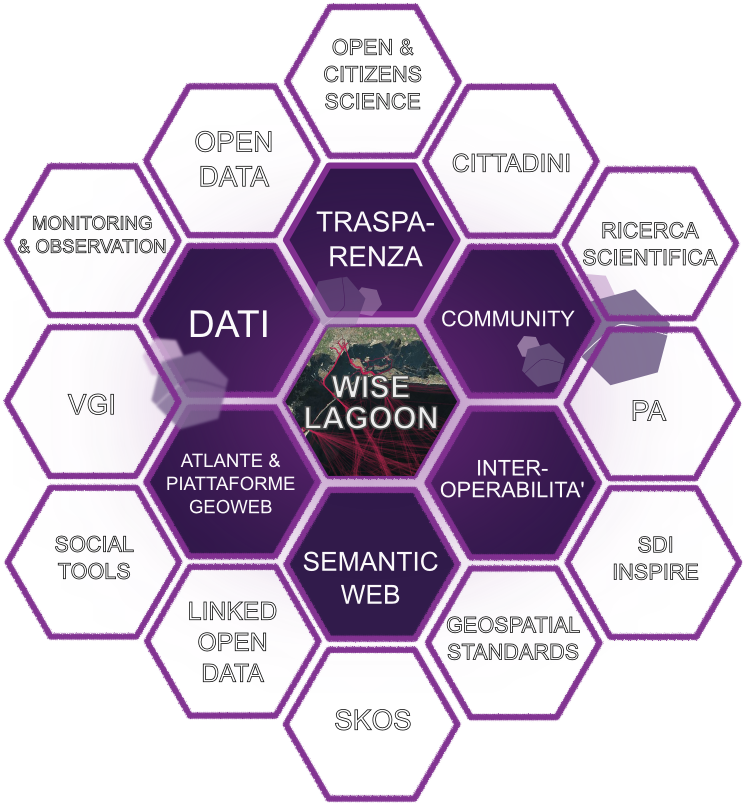 OPEN &
CITIZENS
SCIENCE
OPEN
DATA
CITTADINI
MONITORING
& OBSERVATION
TRASPA-
RENZA
RICERCA
SCIENTIFICA
DATI
COMMUNITY
VGI
WISE
LAGOON
PA
ATLANTE &
PIATTAFORME
GEOWEB
INTER-
OPERABILITA'
SOCIAL
TOOLS
SEMANTIC
WEB
SDI
INSPIRE
LINKED
OPEN
DATA
GEOSPATIAL
STANDARDS
SKOS